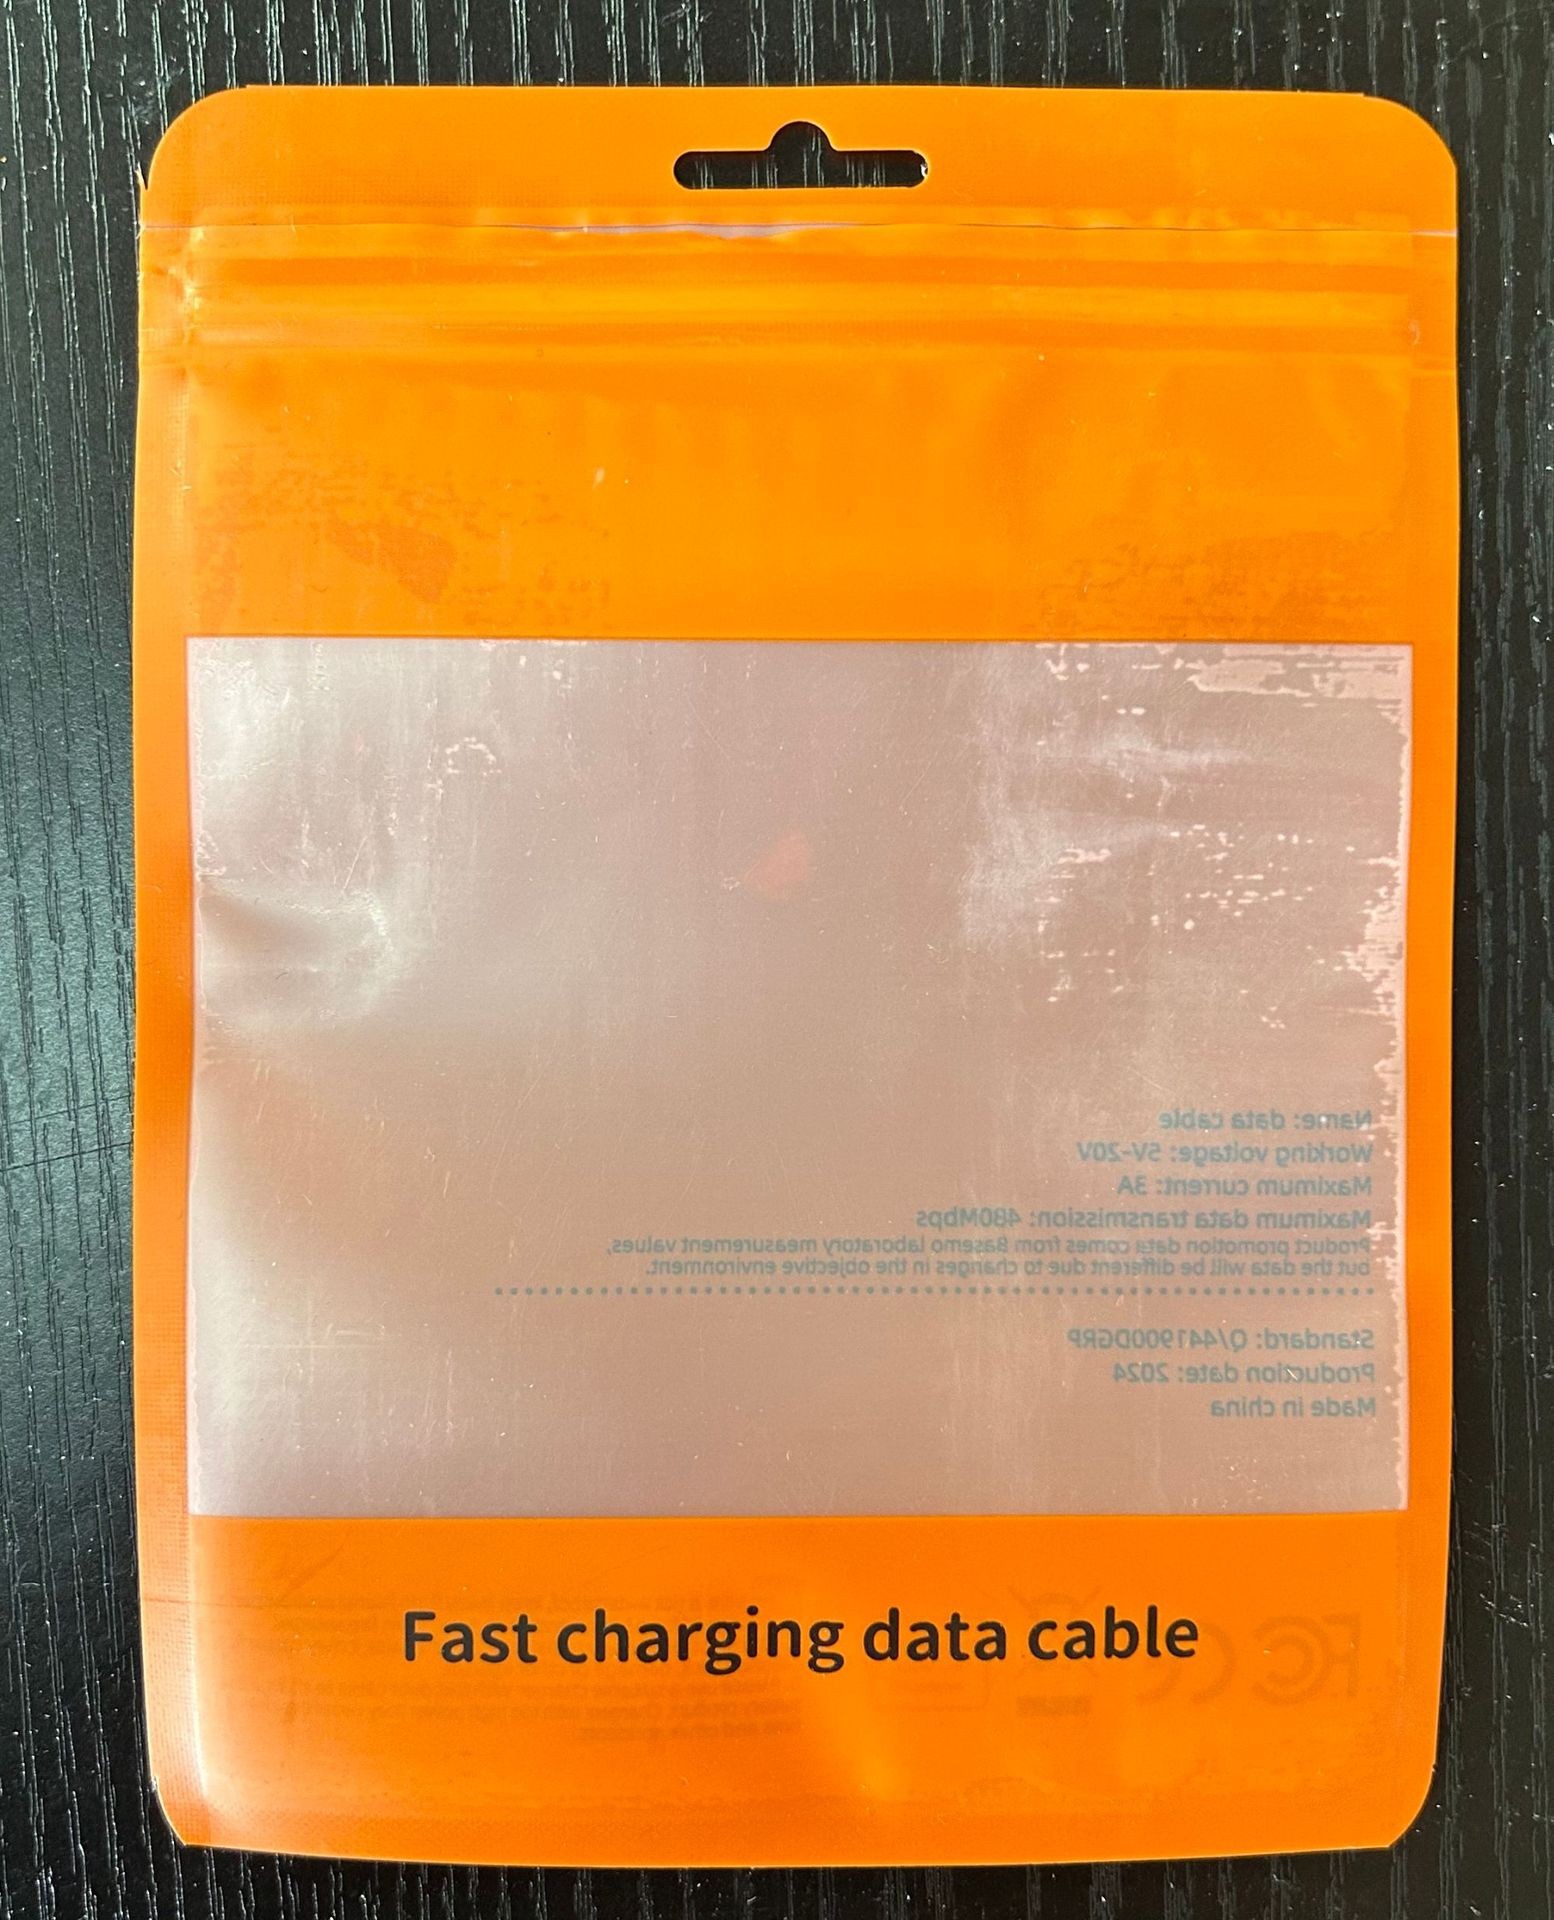 Name: data cable
Working voltage: 5V-20V
Maximum current: 3A
Maximum data transmission: 480Mbps
Product promotion data comes from Basemo laboratory measurement values,
but the data will be different due to changes in the objective environment.
Standard: Q/441900DGRP
Production date: 2024
Made in china
Fast charging data cable
FC CE